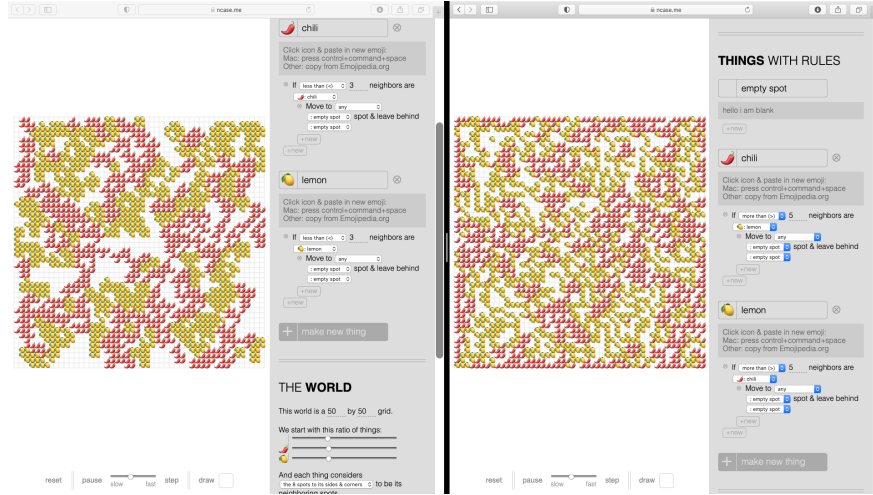 ncase.me
chili
Click icon & paste in new emoji:
Mac: press control+command+space
Other: copy from Emojipedia.org
If less than (<) 3 neighbors are
: chili
Move to any
: empty spot spot & leave behind
: empty spot
+new
+new
lemon
Click icon & paste in new emoji:
Mac: press control+command+space
Other: copy from Emojipedia.org
If less than (<) 3 neighbors are
: lemon
Move to any
: empty spot spot & leave behind
: empty spot
+new
+new
+ make new thing
THE WORLD
This world is a 50 by 50 grid.
We start with this ratio of things:
And each thing considers
the 8 spots to its sides & corners to be its
neighboring spots
reset pause slow fast step draw
ncase.me
THINGS WITH RULES
empty spot
hello i am blank
+new
chili
Click icon & paste in new emoji:
Mac: press control+command+space
Other: copy from Emojipedia.org
If more than (>) 5 neighbors are
: lemon
Move to any
: empty spot spot & leave behind
: empty spot
+new
+new
lemon
Click icon & paste in new emoji:
Mac: press control+command+space
Other: copy from Emojipedia.org
If more than (>) 5 neighbors are
: chili
Move to any
: empty spot spot & leave behind
: empty spot
+new
+new
+ make new thing
reset pause slow fast step draw